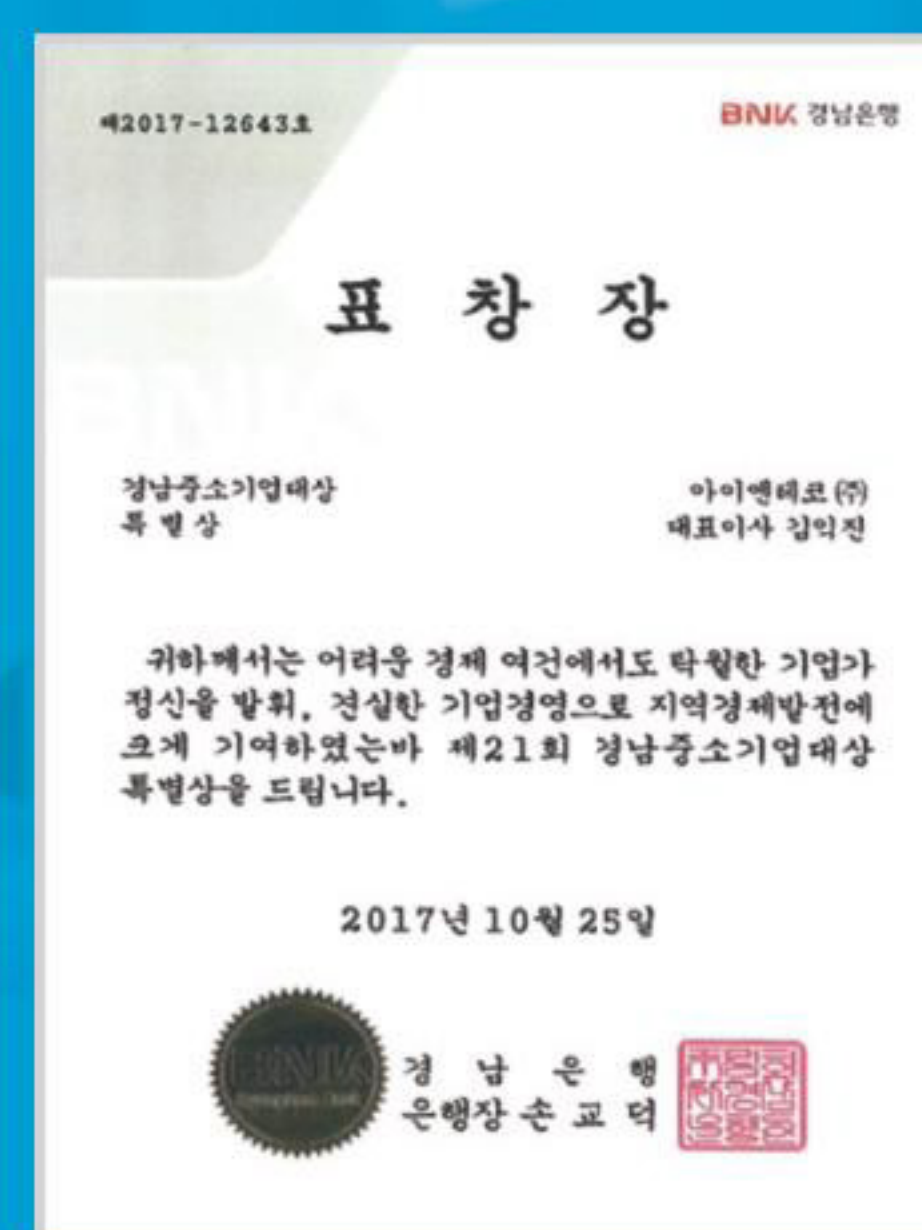 제2017-12643호
BNK 경남은행
표 창 장
경남중소기업대상
특 별 상
아이엔테코(주)
대표이사 김익진
귀하께서는 어려운 경제 여건에서도 탁월한 기업가
정신을 발휘, 견실한 기업경영으로 지역경제발전에
크게 기여하였는바 제21회 경남중소기업대상
특별상을 드립니다.
2017년 10월 25일
BNK
경 남 은 행
은행장 손 교 덕